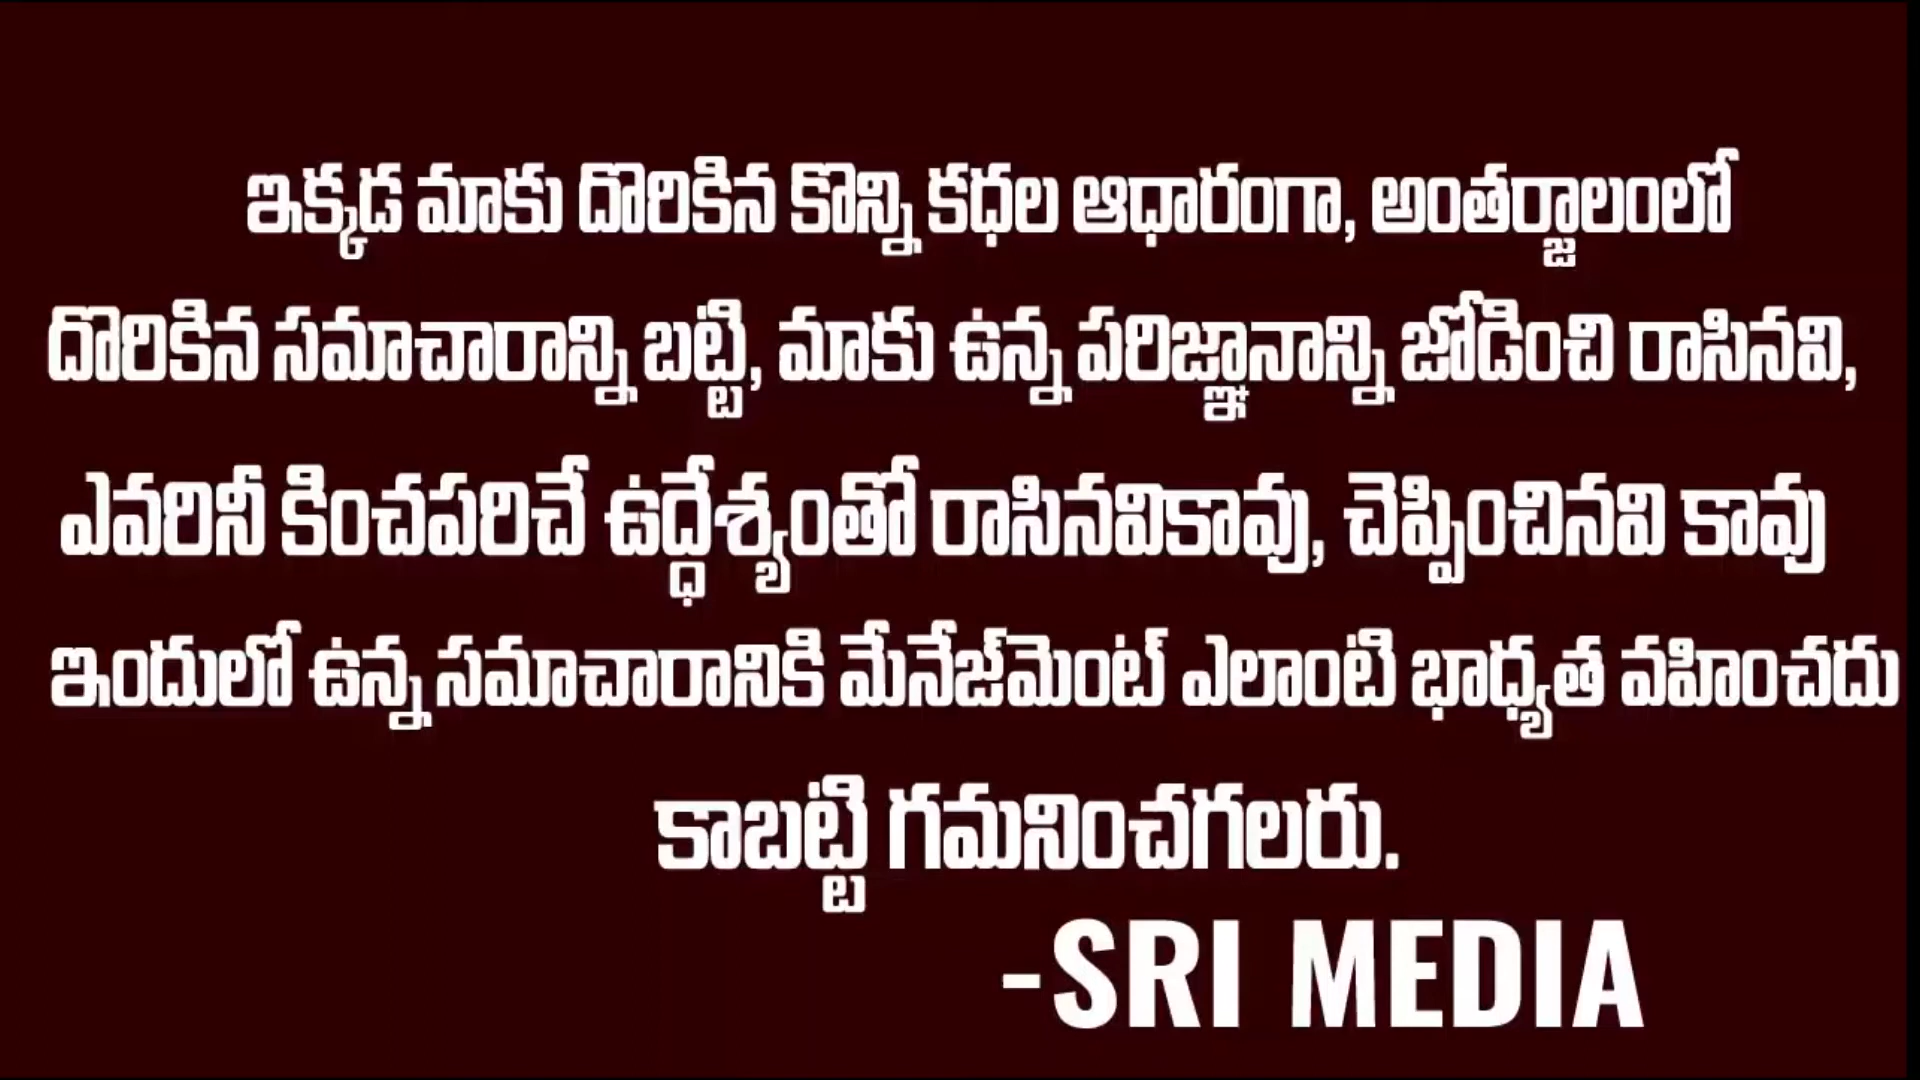 ఇక్కడ మాకు దొరికిన కొన్ని కధల ఆధారంగా, అంతర్జాలంలో
దొరికిన సమాచారాన్ని బట్టి, మాకు ఉన్న పరిజ్ఞానాన్ని జోడించి రాసినవి,
ఎవరినీ కించపరిచే ఉద్ధేశ్యంతో రాసినవికావు, చెప్పించినవి కావు
ఇందులో ఉన్న సమాచారానికి మేనేజ్‌మెంట్ ఎలాంటి భాధ్యత వహించదు
కాబట్టి గమనించగలరు.
-SRI MEDIA